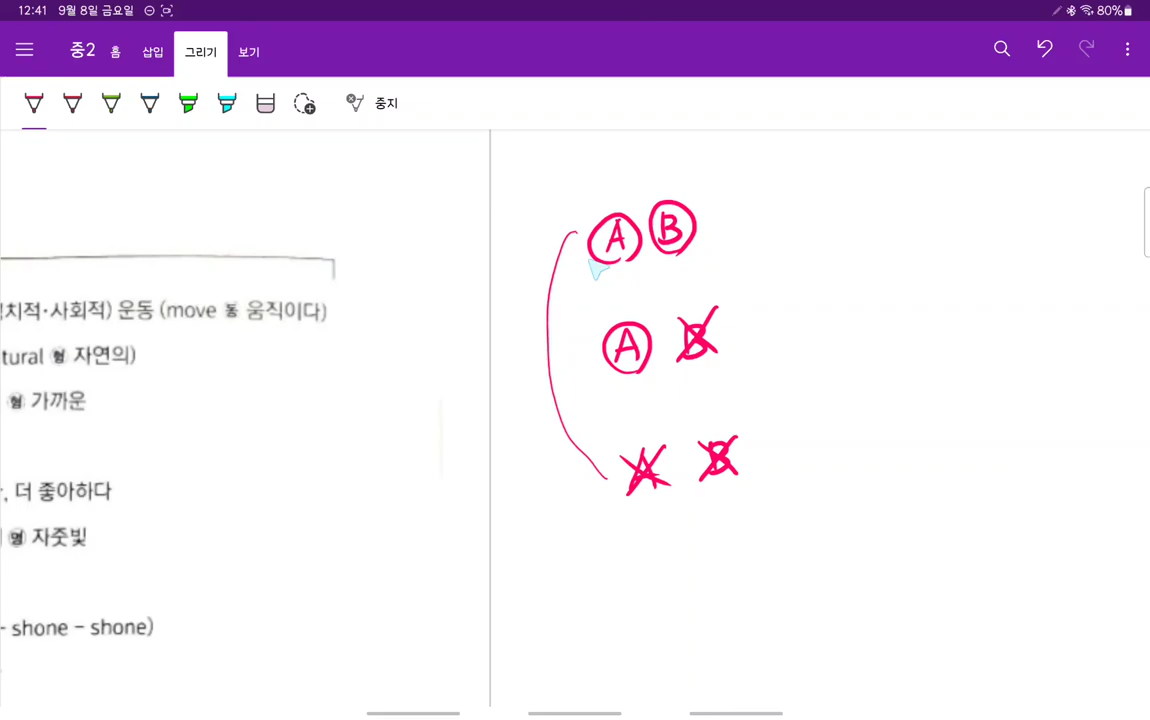 12:41 9월 8일 금요일 80%
중2 홈 삽입 그리기 보기
중지
치적·사회적) 운동 (move 동 움직이다)
tural 형 자연의)
형 가까운
, 더 좋아하다
명 자줏빛
- shone - shone)
A B
A B
A B